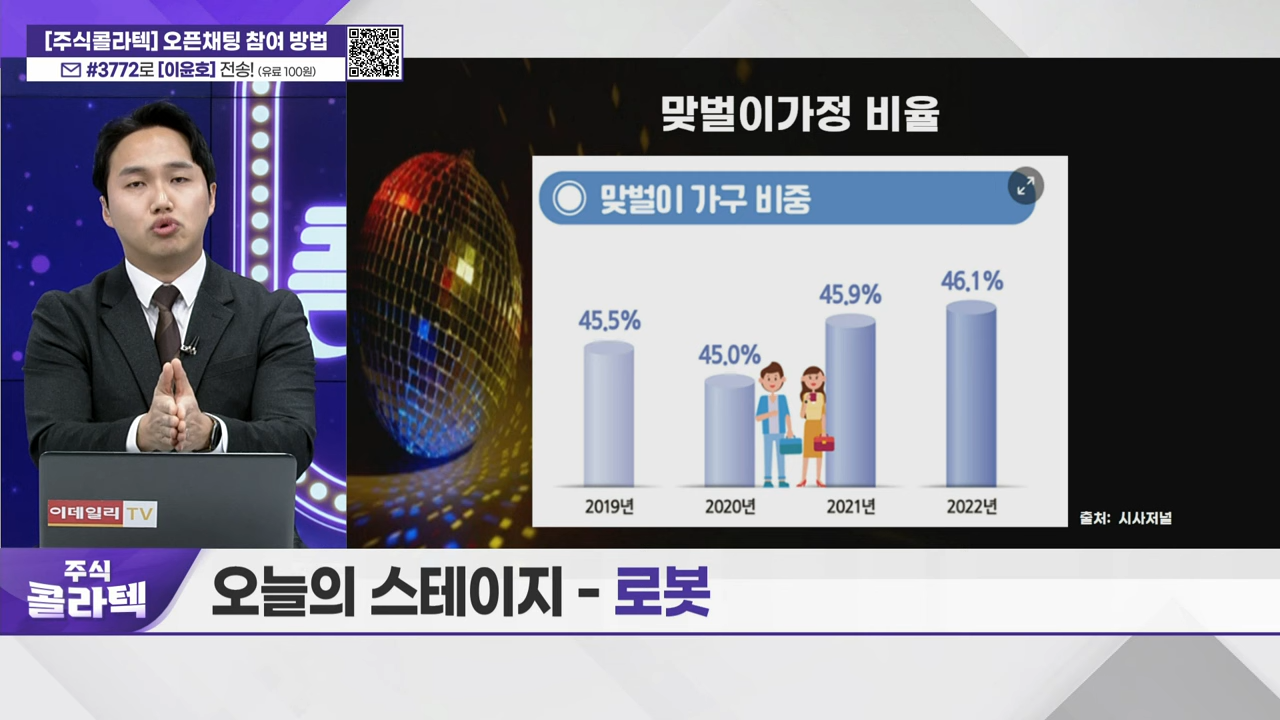 [주식콜라텍] 오픈채팅 참여 방법
#3772로 [이윤호] 전송! (유료 100원)
맞벌이가정 비율
맞벌이 가구 비중
45.5%
45.0%
45.9%
46.1%
2019년
2020년
2021년
2022년
출처: 시사저널
콜
이데일리TV
주식
콜라텍
오늘의 스테이지 - 로봇